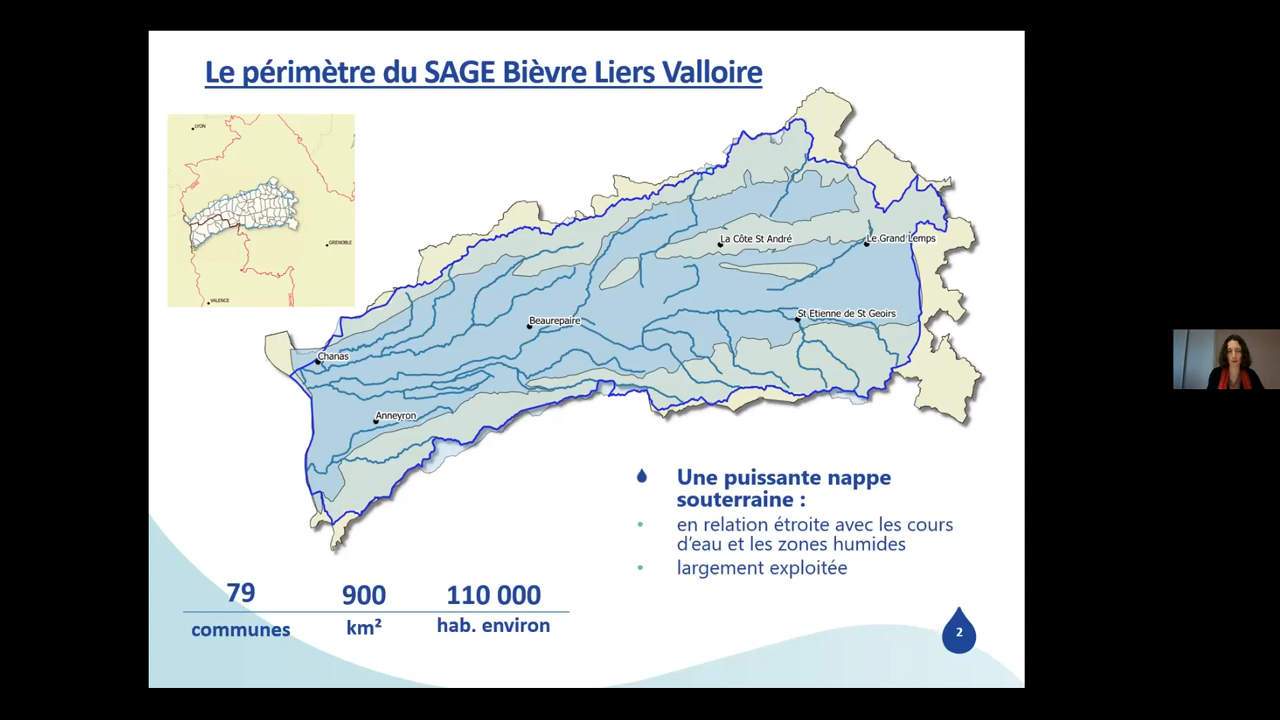 Le périmètre du SAGE Bièvre Liers Valloire
LYON
GRENOBLE
VALENCE
La Côte St André
Le Grand Lemps
Beaurepaire
St Etienne de St Geoirs
Chanas
Anneyron
Une puissante nappe
souterraine :
en relation étroite avec les cours
d'eau et les zones humides
largement exploitée
79
communes
900
km²
110 000
hab. environ
2